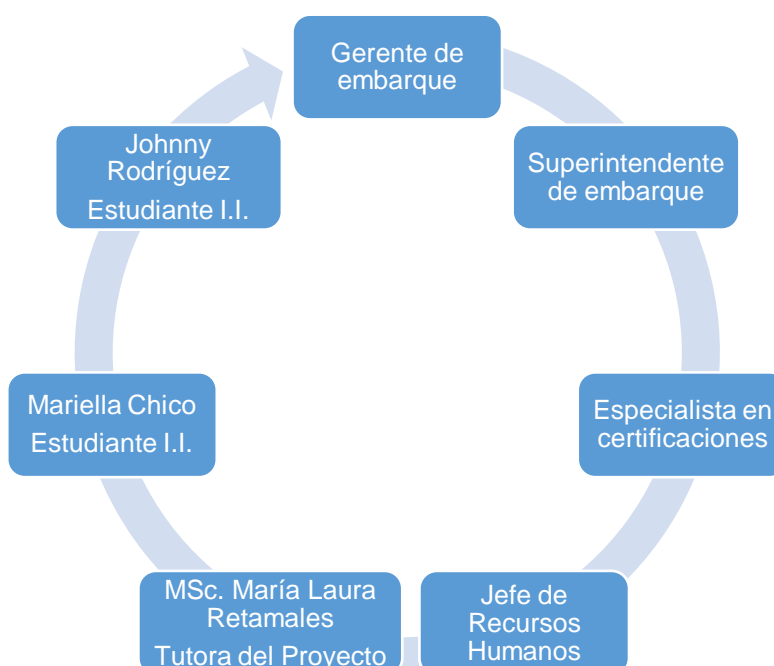 Gerente de
embarque
Superintendente
de embarque
Especialista en
certificaciones
Jefe de
Recursos
Humanos
MSc. María Laura
Retamales
Tutora del Proyecto
Mariella Chico
Estudiante I.I.
Johnny
Rodríguez
Estudiante I.I.